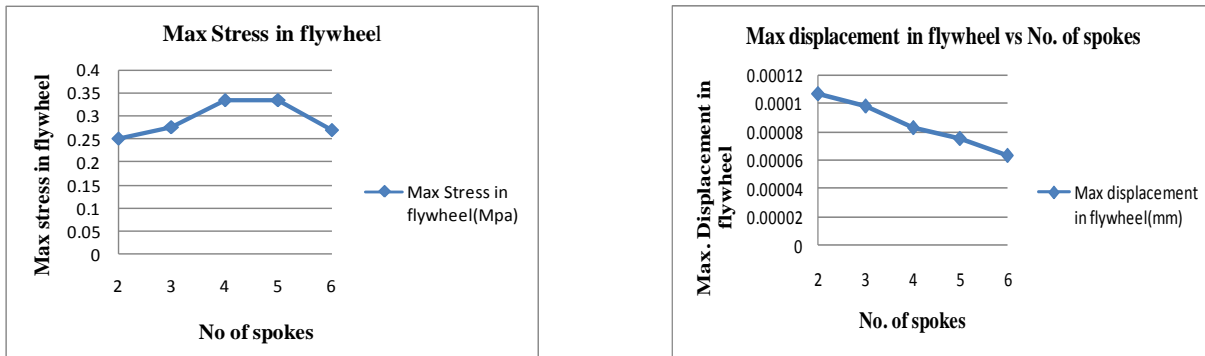 Max Stress in flywheel
Max stress in flywheel
0.4
0.35
0.3
0.25
0.2
0.15
0.1
0.05
0
2 3 4 5 6
No of spokes
Max Stress in
flywheel(Mpa)
Max displacement in flywheel vs No. of spokes
Max. Displacement in
flywheel
0.00012
0.0001
0.00008
0.00006
0.00004
0.00002
0
2 3 4 5 6
No. of spokes
Max displacement
in flywheel(mm)